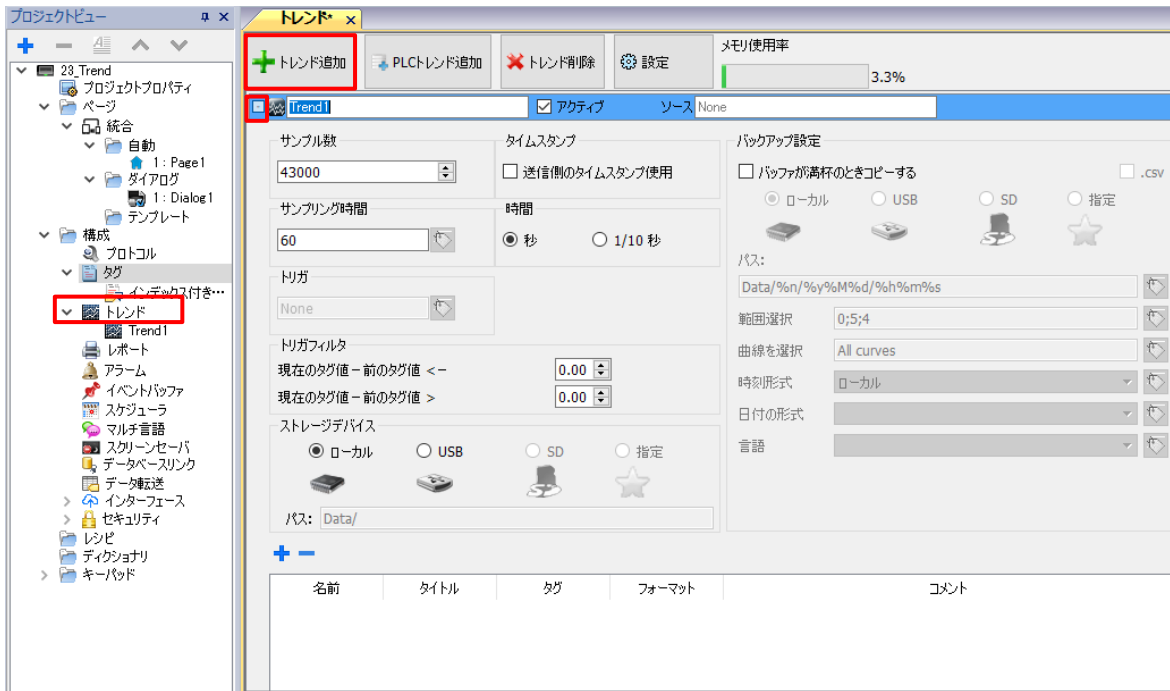 プロジェクトビュー
23_Trend
プロジェクトプロパティ
ページ
統合
自動
1 : Page1
ダイアログ
1 : Dialog1
テンプレート
構成
プロトコル
タグ
インデックス付き…
トレンド
Trend1
レポート
アラーム
イベントバッファ
スケジューラ
マルチ言語
スクリーンセーバ
データベースリンク
データ転送
インターフェース
セキュリティ
レシピ
ディクショナリ
キーパッド
トレンド* x
トレンド追加 PLCトレンド追加 トレンド削除 設定 メモリ使用率
3.3%
Trend1 アクティブ ソース None
サンプル数
43000
タイムスタンプ
送信側のタイムスタンプ使用
サンプリング時間
60
時間
秒 1/10 秒
トリガ
None
トリガフィルタ
現在のタグ値 – 前のタグ値 <- 0.00
現在のタグ値 – 前のタグ値 > 0.00
ストレージデバイス
ローカル USB SD 指定
パス: Data/
バックアップ設定
バッファが満杯のときコピーする .csv
ローカル USB SD 指定
パス:
Data/%n/%y%M%d/%h%m%s
範囲選択 0;5;4
曲線を選択 All curves
時刻形式 ローカル
日付の形式
言語
名前 タイトル タグ フォーマット コメント